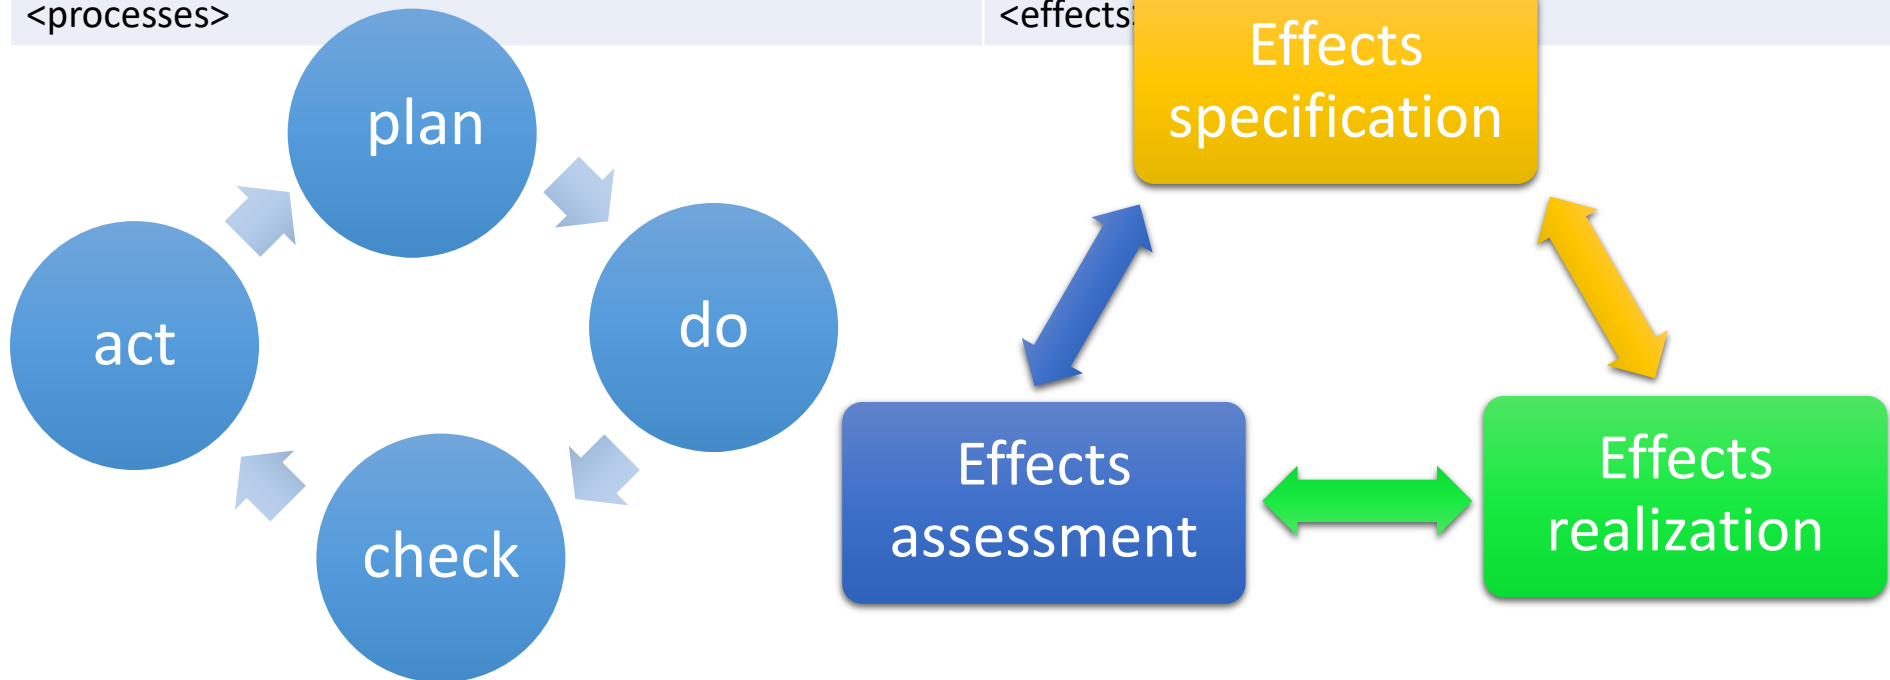 <processes>
<effects>
plan
do
check
act
Effects
specification
Effects
assessment
Effects
realization